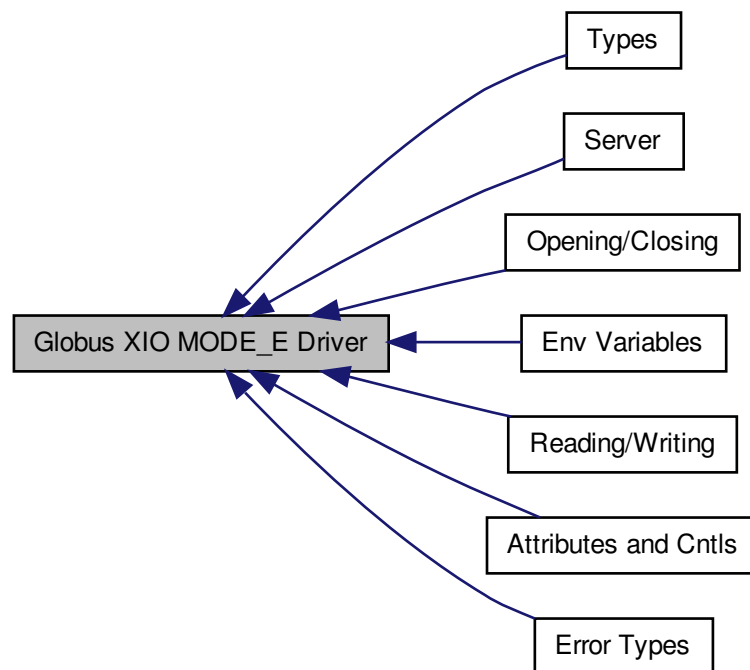 Types
Server
Opening/Closing
Globus XIO MODE_E Driver
Env Variables
Reading/Writing
Attributes and Cntls
Error Types